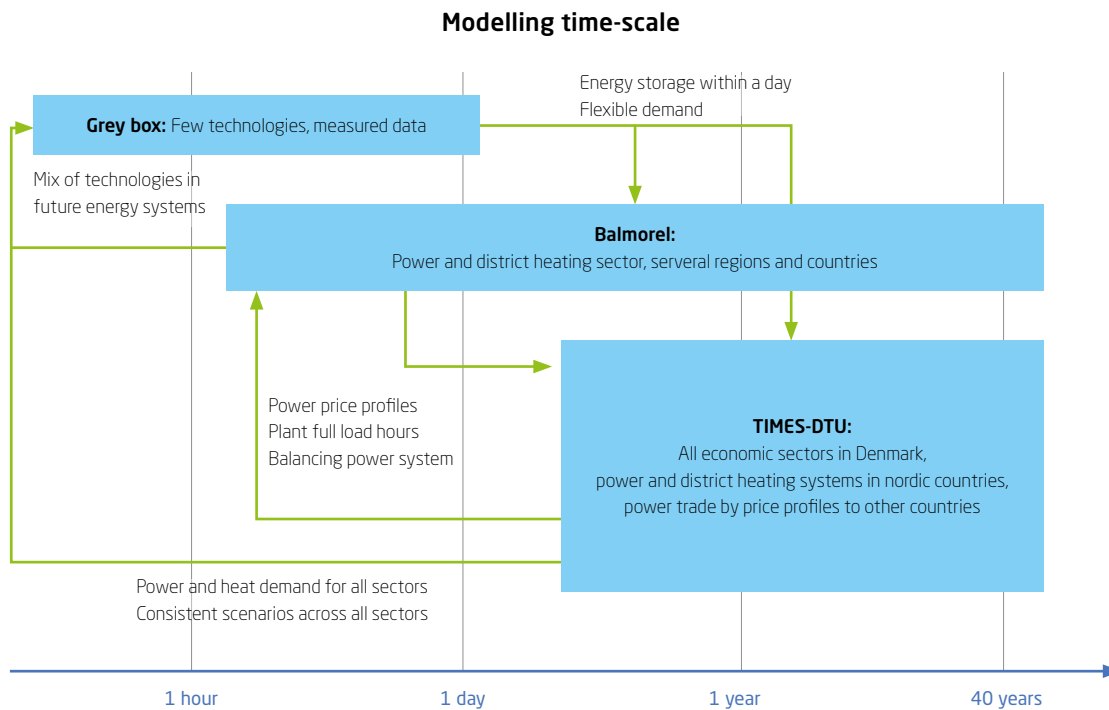 Modelling time-scale
Energy storage within a day
Flexible demand
Grey box: Few technologies, measured data
Mix of technologies in
future energy systems
Balmorel:
Power and district heating sector, serveral regions and countries
Power price profiles
Plant full load hours
Balancing power system
TIMES-DTU:
All economic sectors in Denmark,
power and district heating systems in nordic countries,
power trade by price profiles to other countries
Power and heat demand for all sectors
Consistent scenarios across all sectors
1 hour
1 day
1 year
40 years